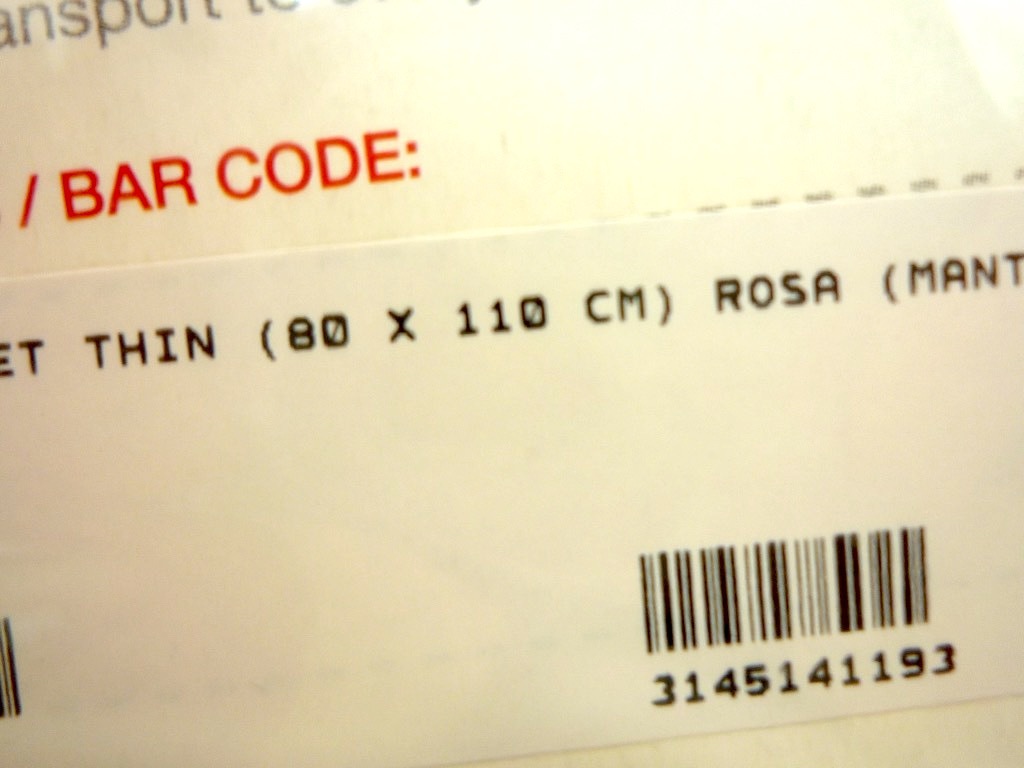 / BAR CODE:
THIN (80 X 110 CM) ROSA
3145141193